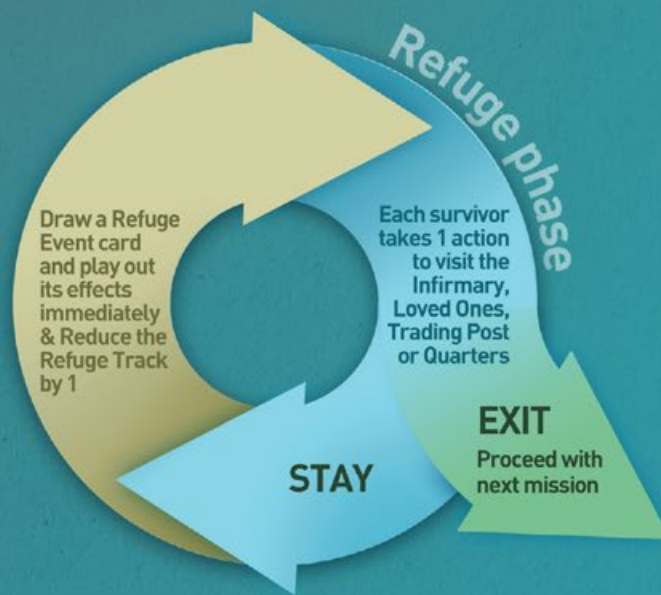 Refuge phase
Draw a Refuge
Event card
and play out
its effects
immediately
& Reduce the
Refuge Track
by 1
Each survivor
takes 1 action
to visit the
Infirmary,
Loved Ones,
Trading Post
or Quarters
STAY
EXIT
Proceed with
next mission